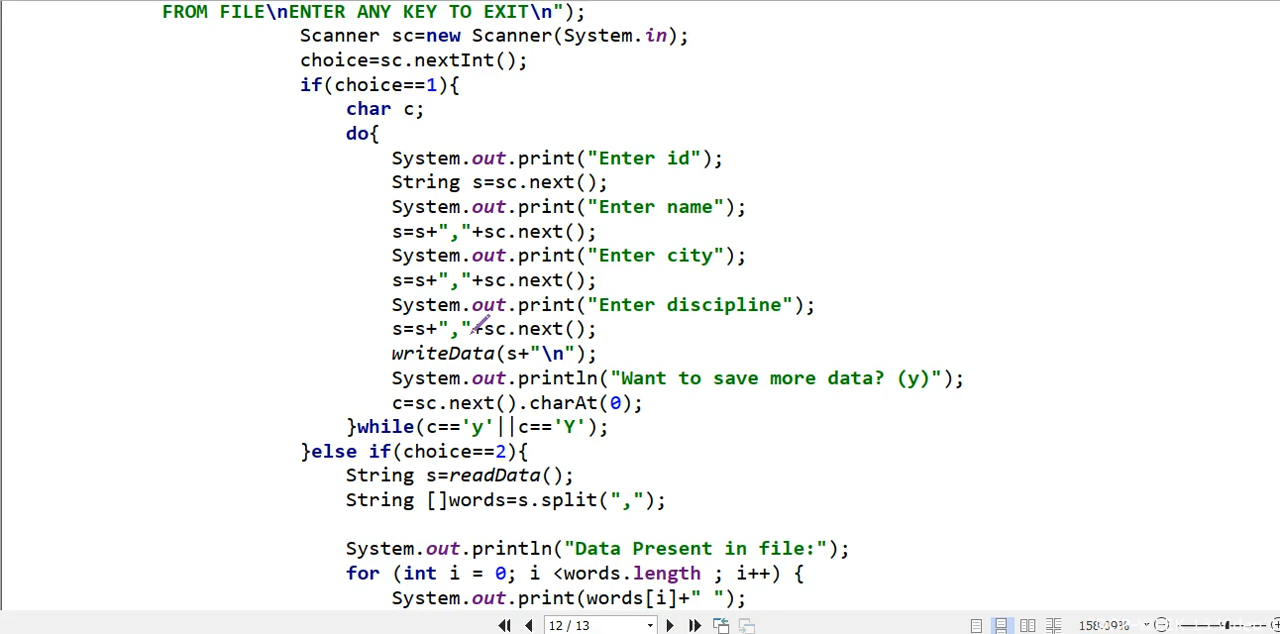 FROM FILE\nENTER ANY KEY TO EXIT\n");
Scanner sc=new Scanner(System.in);
choice=sc.nextInt();
if(choice==1){
char c;
do{
System.out.print("Enter id");
String s=sc.next();
System.out.print("Enter name");
s=s+","+sc.next();
System.out.print("Enter city");
s=s+","+sc.next();
System.out.print("Enter discipline");
s=s+","+sc.next();
writeData(s+"\n");
System.out.println("Want to save more data? (y)");
c=sc.next().charAt(0);
}while(c=='y'||c=='Y');
}else if(choice==2){
String s=readData();
String []words=s.split(",");
System.out.println("Data Present in file:");
for (int i = 0; i <words.length ; i++) {
System.out.print(words[i]+" ");
12 / 13